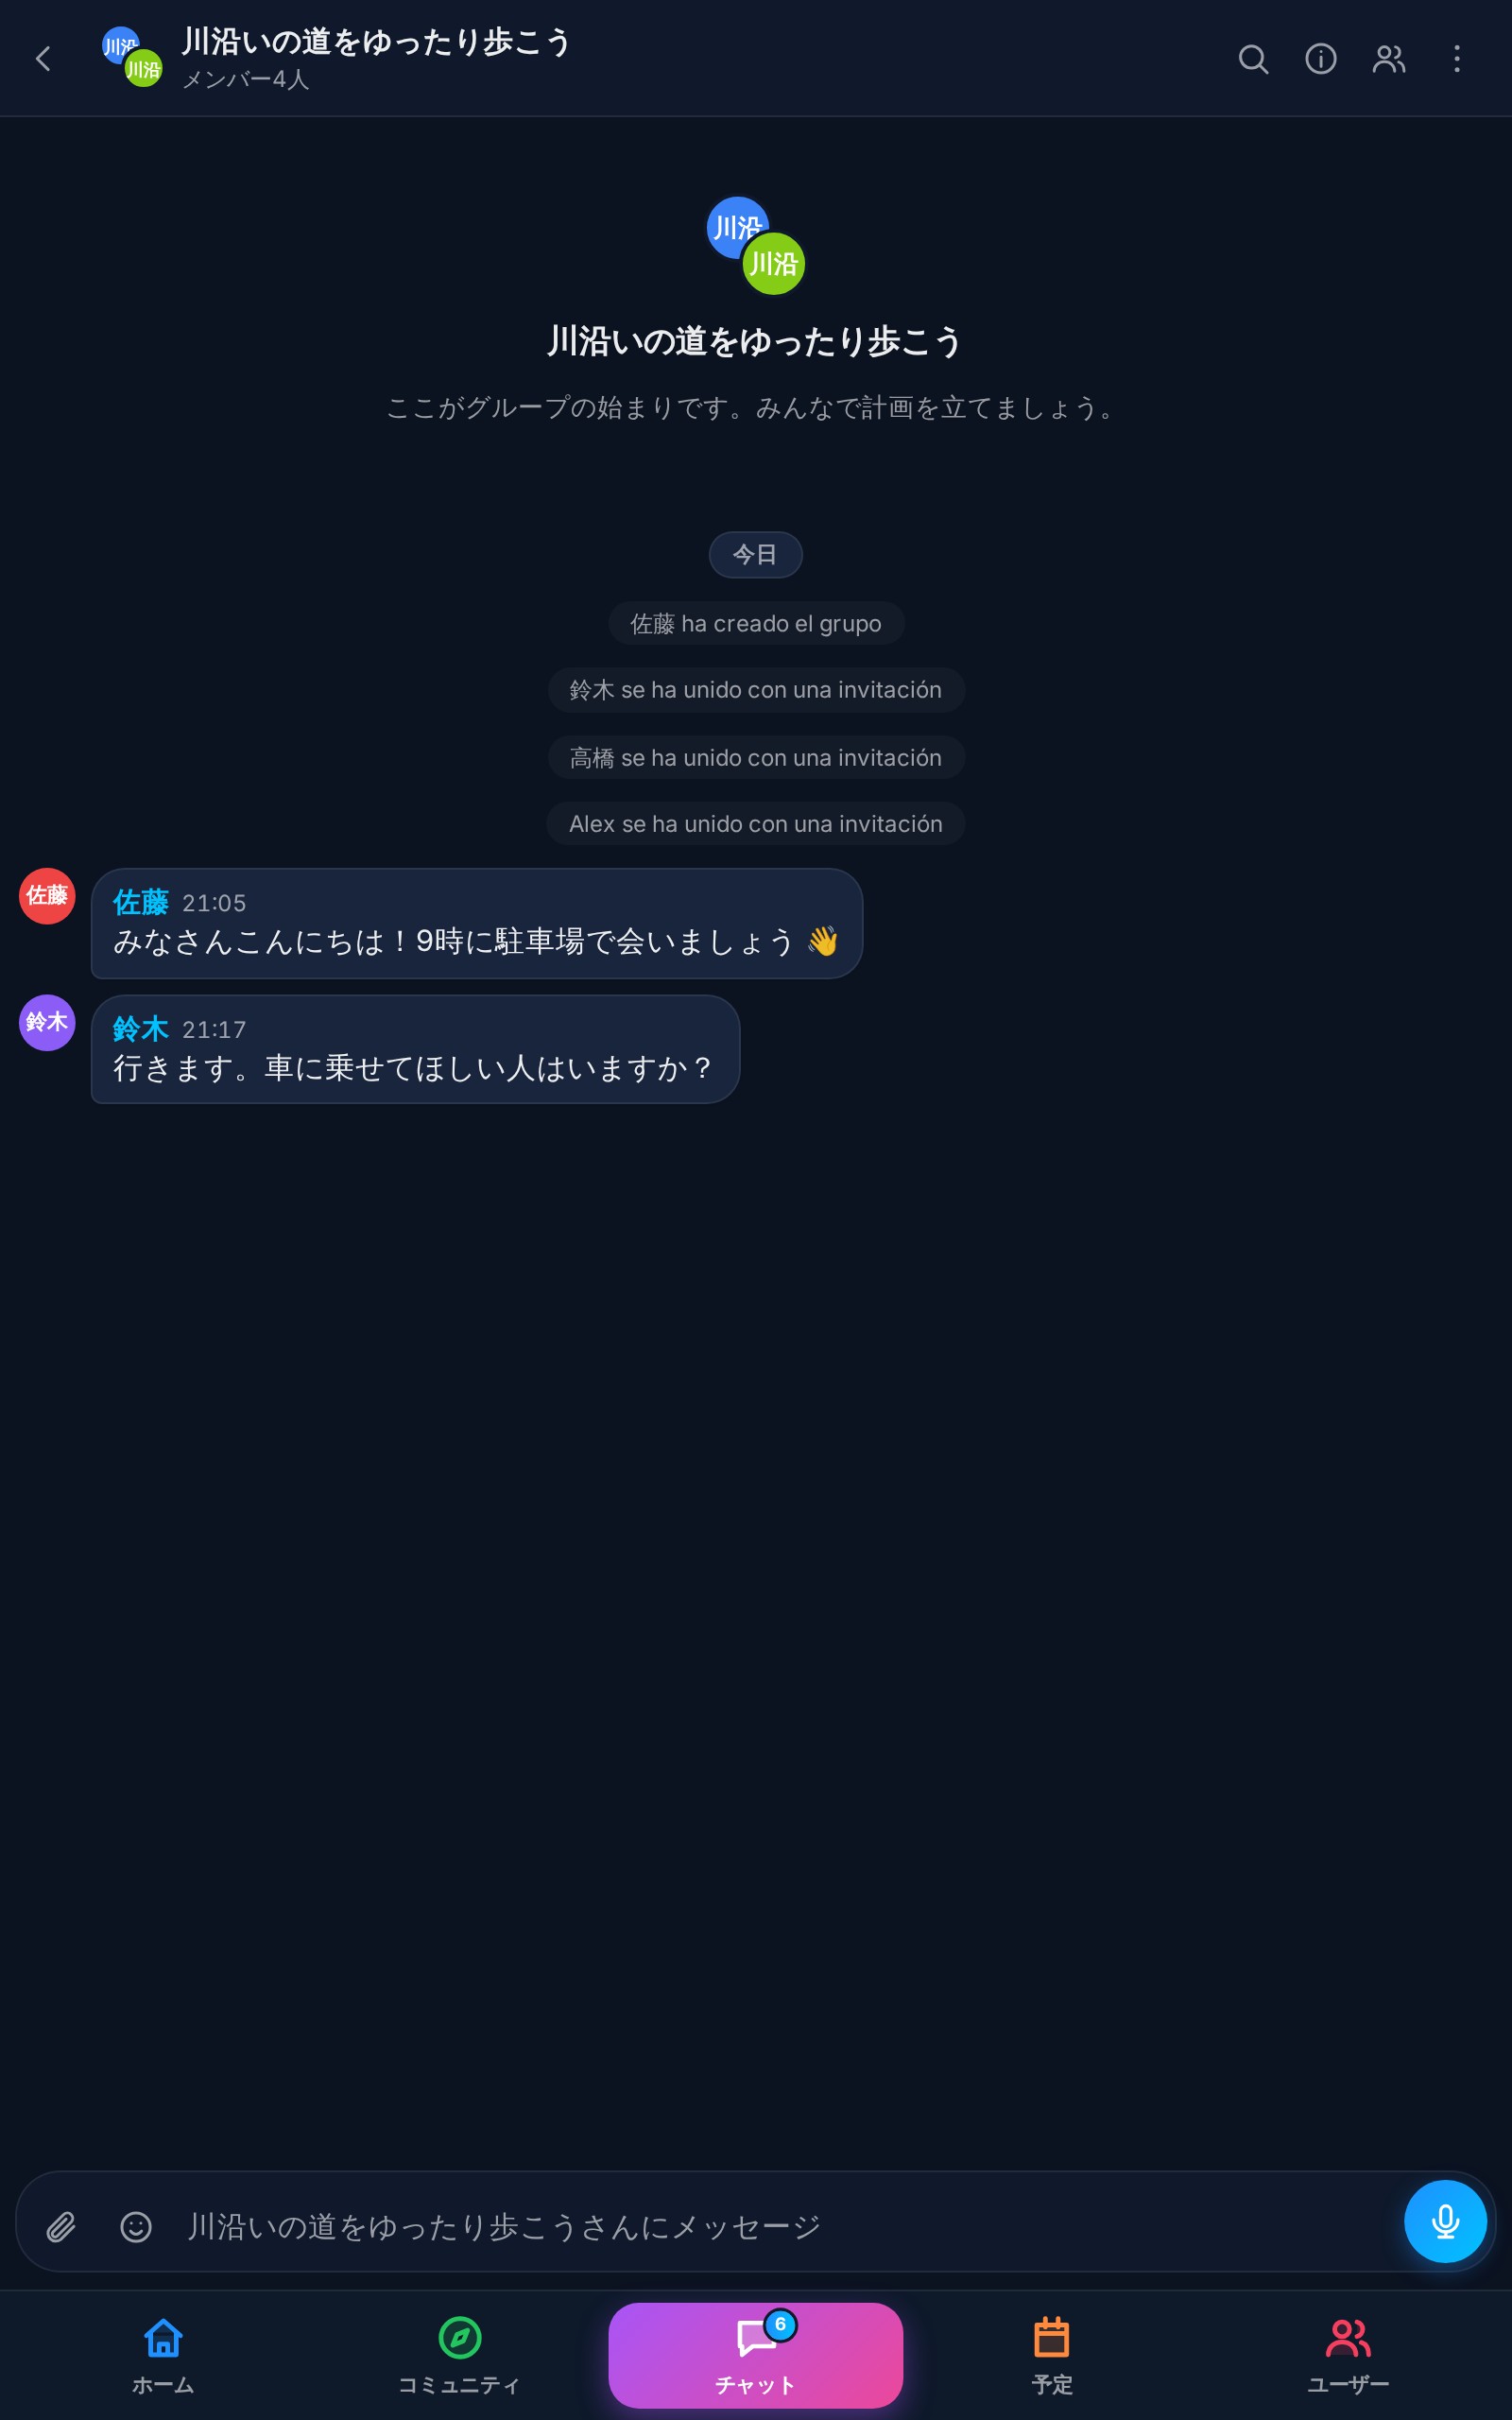 川沿
川沿
川沿いの道をゆったり歩こう
メンバー4人
川沿
川沿
川沿いの道をゆったり歩こう
ここがグループの始まりです。みんなで計画を立てましょう。
今日
佐藤 ha creado el grupo
鈴木 se ha unido con una invitación
高橋 se ha unido con una invitación
Alex se ha unido con una invitación
佐藤
佐藤 21:05
みなさんこんにちは！9時に駐車場で会いましょう 👋
鈴木
鈴木 21:17
行きます。車に乗せてほしい人はいますか？
川沿いの道をゆったり歩こうさんにメッセージ
6
ホーム
コミュニティ
チャット
予定
ユーザー